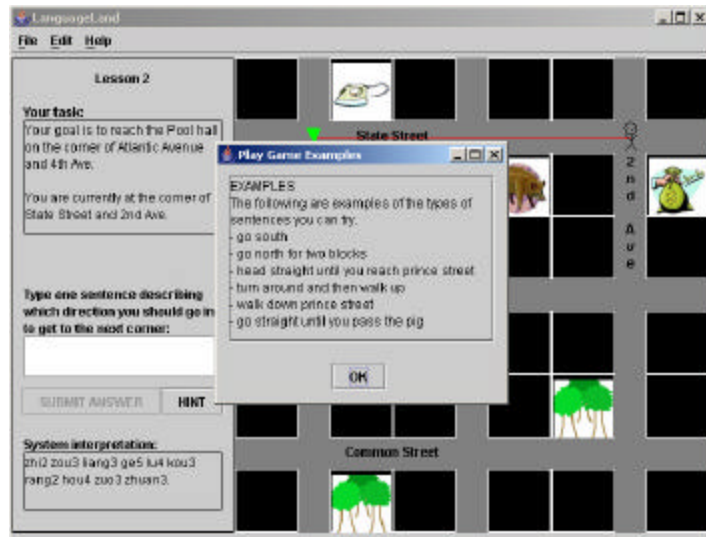 LanguageLand
File Edit Help
Lesson 2
Your task:
Your goal is to reach the Pool hall
on the corner of Atlantic Avenue
and 4th Ave.
You are currently at the corner of
State Street and 2nd Ave.
Type one sentence describing
which direction you should go in
to get to the next corner:
SUBMIT ANSWER HINT
System interpretation:
zhi2 zou3 liang3 ge5 lu4 kou3
rang2 hou4 zuo3 zhuan3.
State Street
2nd Ave
Play Game Examples
EXAMPLES
The following are examples of the types of
sentences you can try:
- go south
- go north for two blocks
- head straight until you reach prince street
- turn around and then walk up
- walk down prince street
- go straight until you pass the pig
OK
Common Street